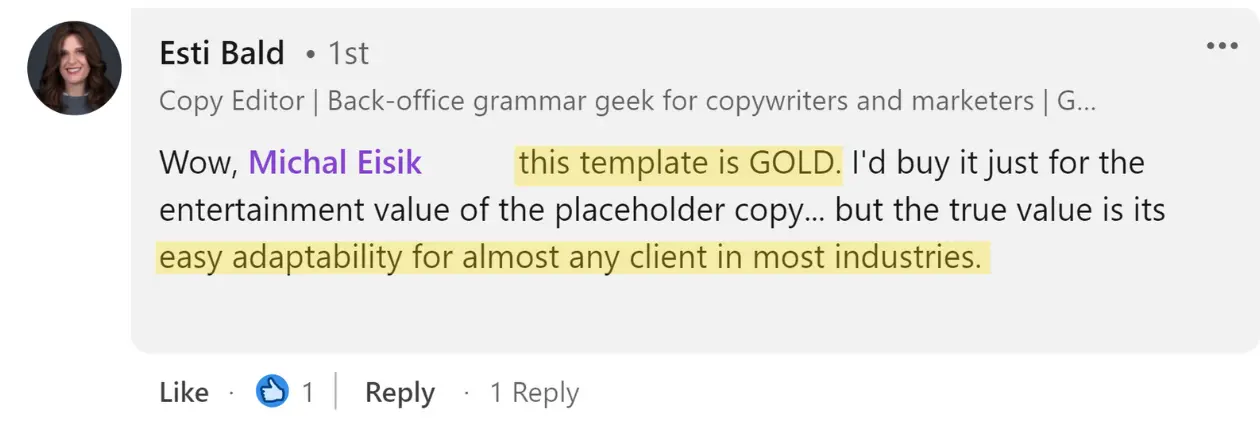 Esti Bald • 1st
Copy Editor | Back-office grammar geek for copywriters and marketers | G...
Wow, Michal Eisik this template is GOLD. I'd buy it just for the
entertainment value of the placeholder copy... but the true value is its
easy adaptability for almost any client in most industries.
Like · 1 | Reply · 1 Reply